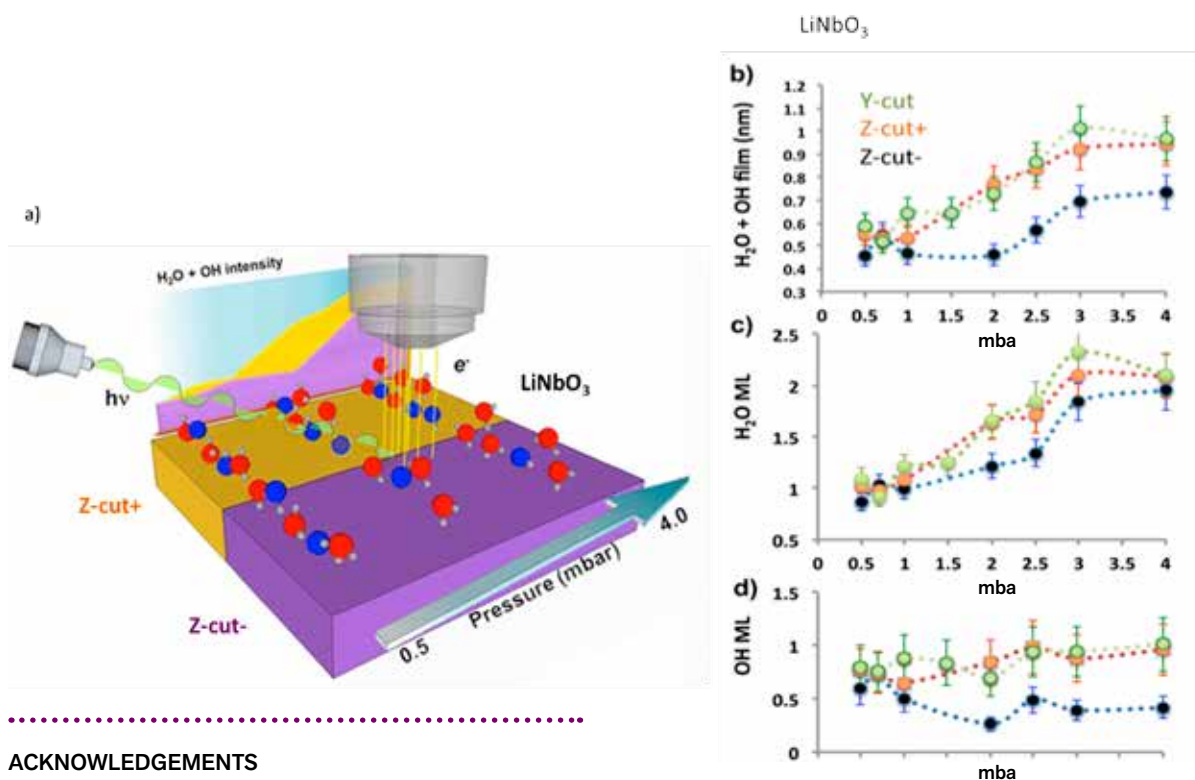 LiNbO3
a)
H2O + OH intensity
hν
e-
LiNbO3
Z-cut+
Z-cut-
0.5
Pressure (mbar)
4.0
b)
Y-cut
Z-cut+
Z-cut-
H2O + OH film (nm)
1.2
1.1
1
0.9
0.8
0.7
0.6
0.5
0.4
0.3
0 0.5 1 1.5 2 2.5 3 3.5 4
mba
c)
H2O ML
2.5
2
1.5
1
0.5
0 0.5 1 1.5 2 2.5 3 3.5 4
mba
d)
OH ML
1.5
1
0.5
0
mba
ACKNOWLEDGEMENTS